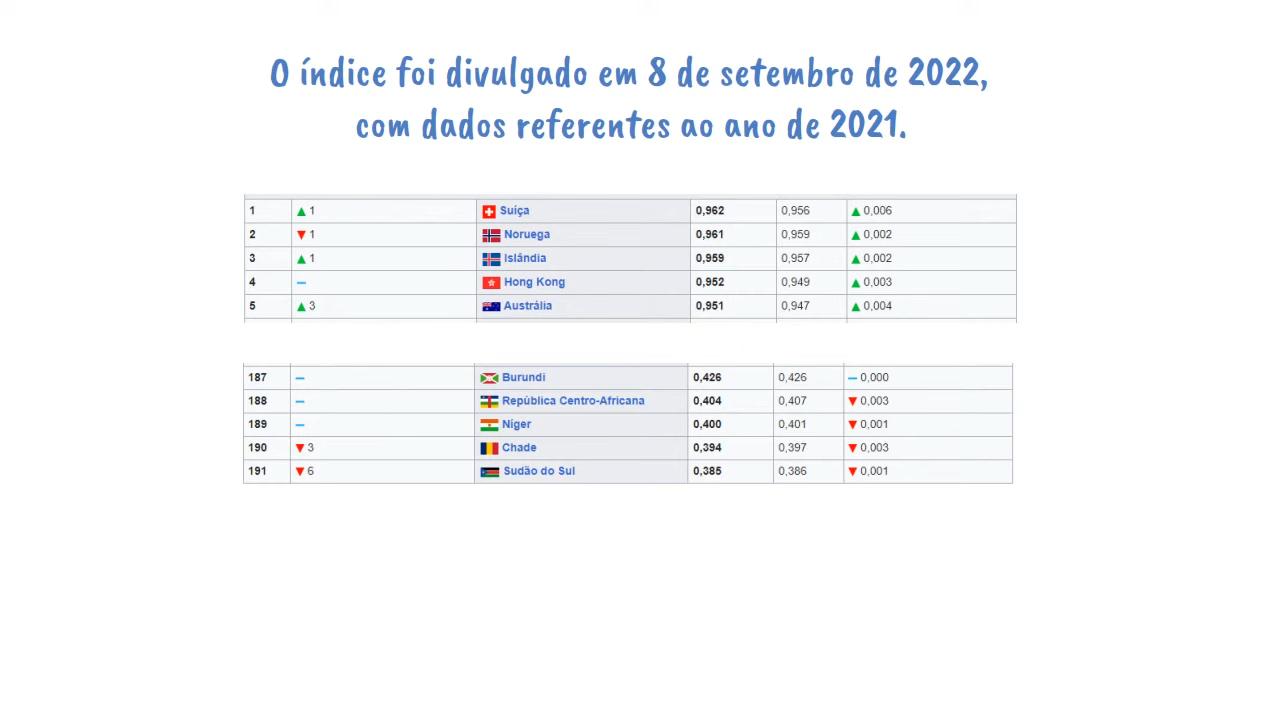 O índice foi divulgado em 8 de setembro de 2022,
com dados referentes ao ano de 2021.
1 ▲ 1 Suíça 0,962 0,956 ▲ 0,006
2 ▼ 1 Noruega 0,961 0,959 ▲ 0,002
3 ▲ 1 Islândia 0,959 0,957 ▲ 0,002
4 – Hong Kong 0,952 0,949 ▲ 0,003
5 ▲ 3 Austrália 0,951 0,947 ▲ 0,004
187 – Burundi 0,426 0,426 – 0,000
188 – República Centro-Africana 0,404 0,407 ▼ 0,003
189 – Níger 0,400 0,401 ▼ 0,001
190 ▼ 3 Chade 0,394 0,397 ▼ 0,003
191 ▼ 6 Sudão do Sul 0,385 0,386 ▼ 0,001